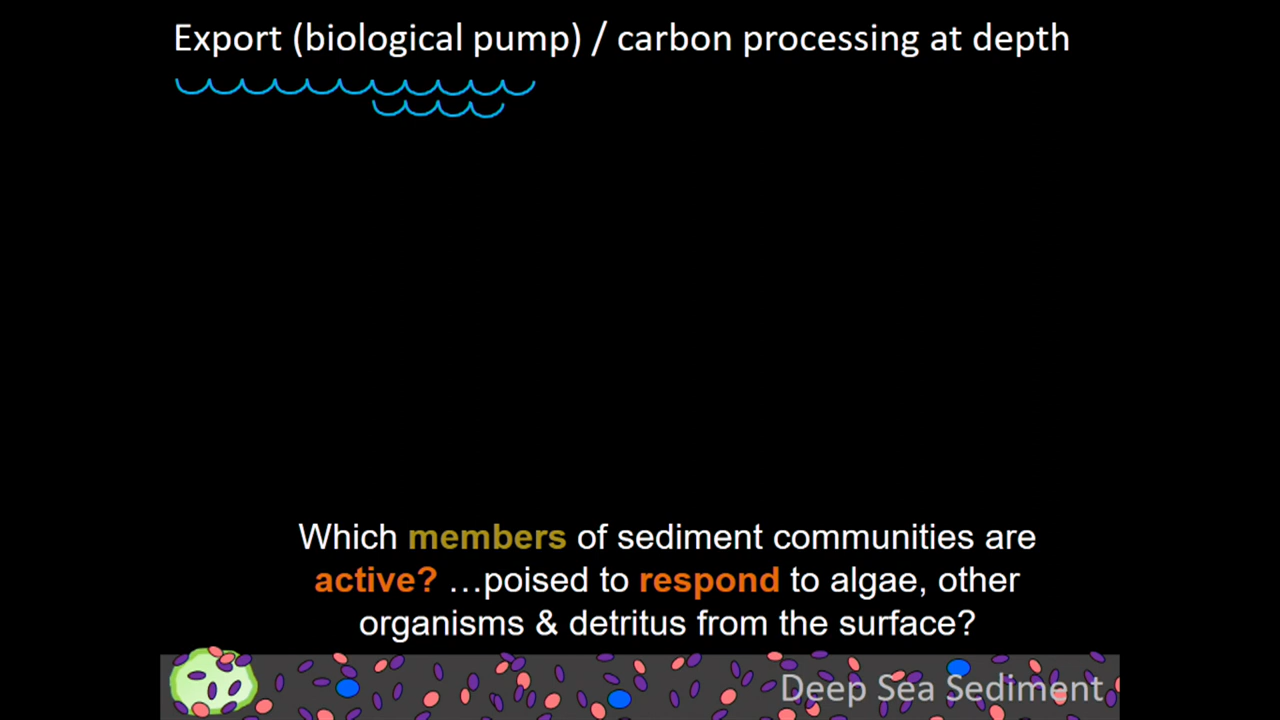 Export (biological pump) / carbon processing at depth
Which members of sediment communities are
active? …poised to respond to algae, other
organisms & detritus from the surface?
Deep Sea Sediment